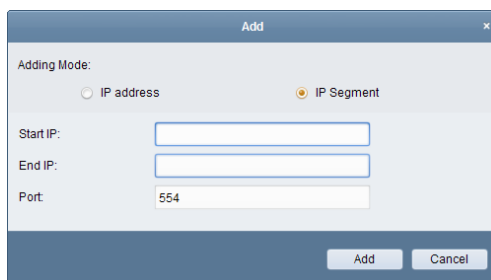 Add ×
Adding Mode:
IP address IP Segment
Start IP:
End IP:
Port: 554
Add Cancel